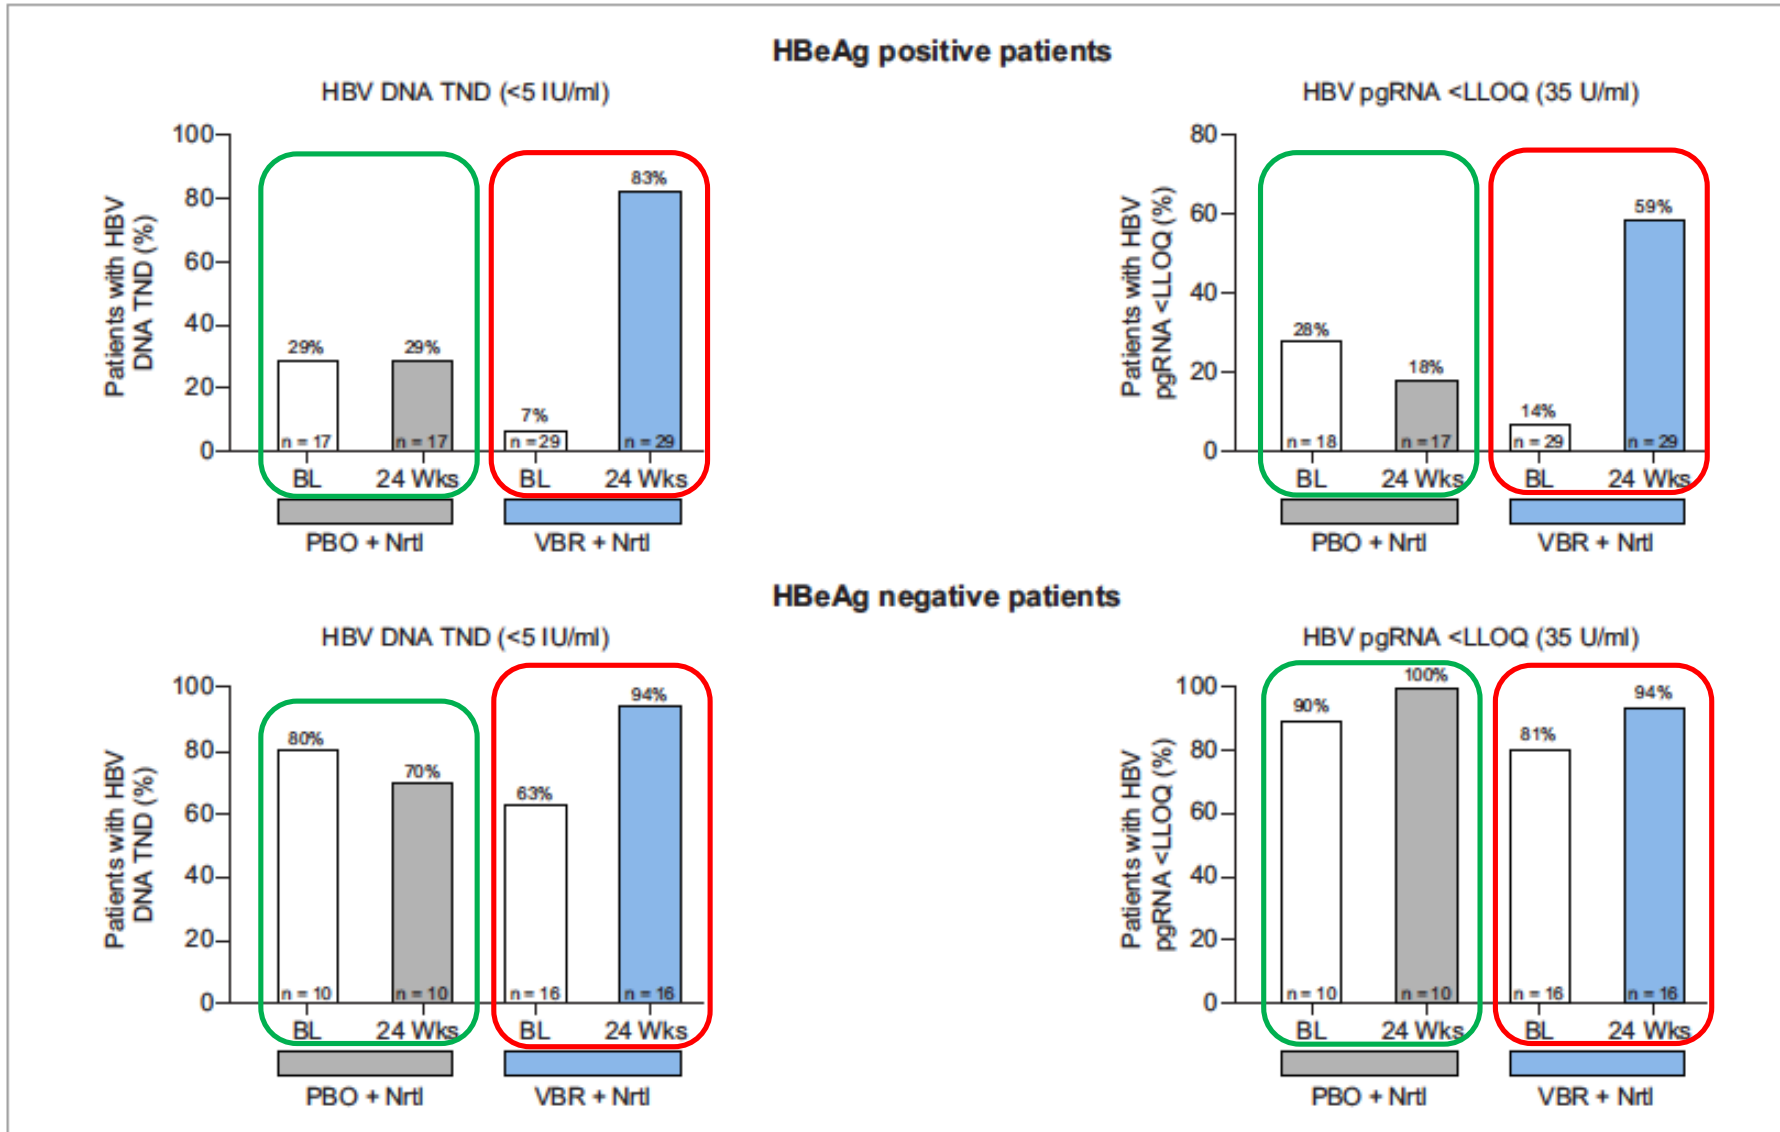 HBeAg positive patients
HBV DNA TND (<5 IU/ml)
Patients with HBV
DNA TND (%)
100
80
60
40
20
0
29%
29%
7%
83%
n = 17
n = 17
n = 29
n = 29
BL
24 Wks
BL
24 Wks
PBO + NrtI
VBR + NrtI
HBV pgRNA <LLOQ (35 U/ml)
Patients with HBV
pgRNA <LLOQ (%)
80
60
40
20
0
28%
18%
14%
59%
n = 18
n = 17
n = 29
n = 29
BL
24 Wks
BL
24 Wks
PBO + NrtI
VBR + NrtI
HBeAg negative patients
HBV DNA TND (<5 IU/ml)
Patients with HBV
DNA TND (%)
100
80
60
40
20
0
80%
70%
63%
94%
n = 10
n = 10
n = 16
n = 16
BL
24 Wks
BL
24 Wks
PBO + NrtI
VBR + NrtI
HBV pgRNA <LLOQ (35 U/ml)
Patients with HBV
pgRNA <LLOQ (%)
100
80
60
40
20
0
90%
100%
81%
94%
n = 10
n = 10
n = 16
n = 16
BL
24 Wks
BL
24 Wks
PBO + NrtI
VBR + NrtI